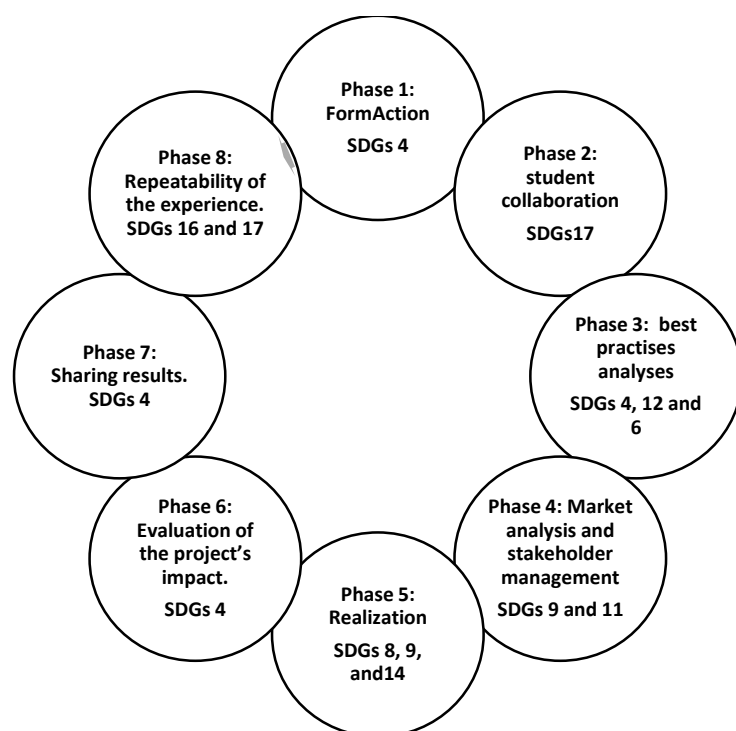 Phase 1:
FormAction
SDGs 4
Phase 2:
student
collaboration
SDGs17
Phase 3:  best
practises
analyses
SDGs 4, 12 and
6
Phase 4: Market
analysis and
stakeholder
management
SDGs 9 and 11
Phase 5:
Realization
SDGs 8, 9,
and14
Phase 6:
Evaluation of
the project’s
impact.
SDGs 4
Phase 7:
Sharing results.
SDGs 4
Phase 8:
Repeatability of
the experience.
SDGs 16 and 17